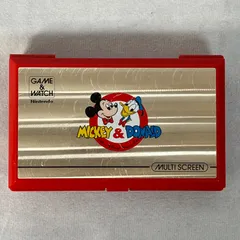 GAME
&
WATCH
Nintendo
MICKEY & DONALD
MULTI SCREEN